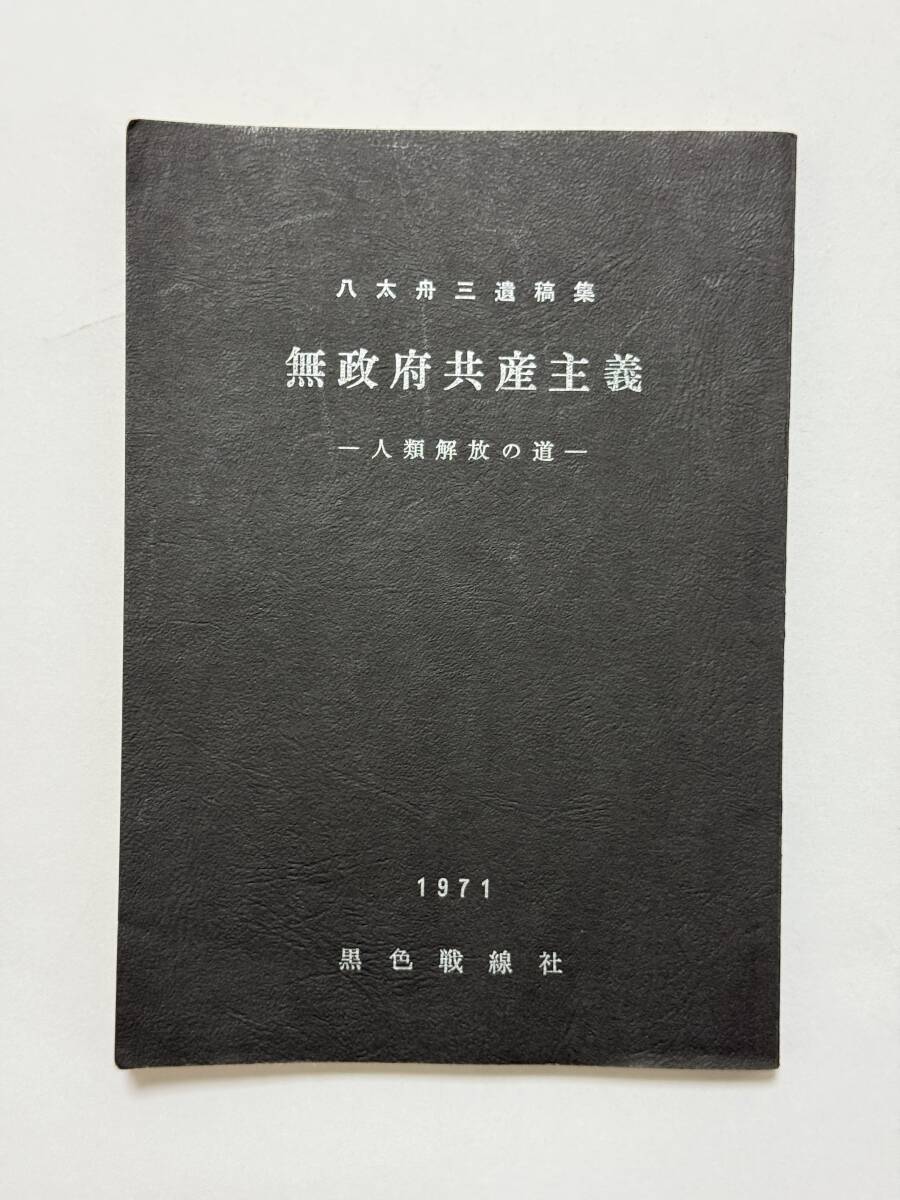 八太舟三遺稿集
無政府共産主義
―人類解放の道―
1971
黒色戦線社